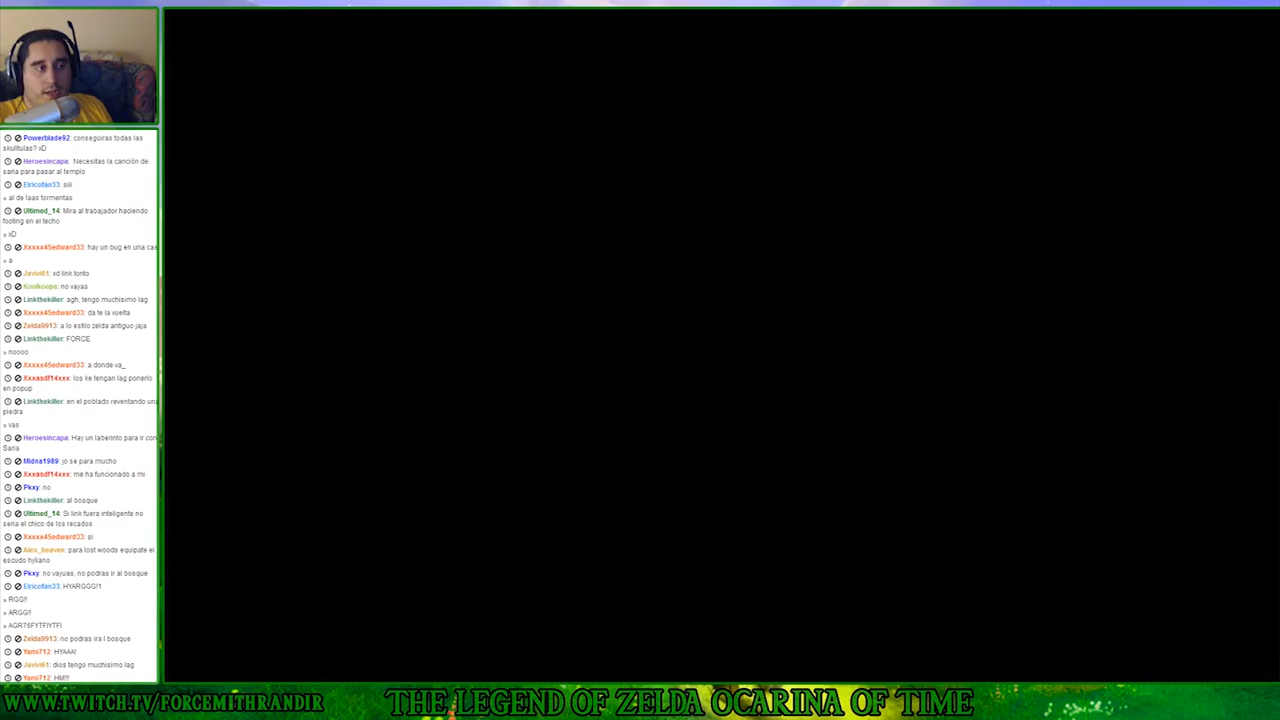 Powerblade92: conseguiras todas las
skulltulas? xD
Heroesincapa: Necesitas la canción de
saria para pasar al templo
Elricofan33: siii
» al de laas tormentas
Ultimed_14: Mira al trabajador haciendo
footing en el techo
» xD
Xxxxx45edward33: hay un bug en una cas
» a
Javivi61: xd link tonto
Koolkoopa: no vayas
Linkthekiller: agh, tengo muchisimo lag
Xxxxx45edward33: da te la vuelta
Zelda9913: a lo estilo zelda antiguo jaja
Linkthekiller: FORCE
» noooo
Xxxxx45edward33: a donde va_
Xxxasdf14xxx: los ke tengan lag ponerlo
en popup
Linkthekiller: en el poblado reventando una
piedra
» vas
Heroesincapa: Hay un laberinto para ir con
Saria
Midna1989: jo se para mucho
Xxxasdf14xxx: me ha funcionado a mi
Pkxy: no
Linkthekiller: al bosque
Ultimed_14: Si link fuera inteligente no
seria el chico de los recados
Xxxxx45edward33: si
Alex_heaven: para lost woods equipate el
escudo hyliano
Pkxy: no vayuas, no podras ir al bosque
Elricofan33: HYARGGG!1
» RGG!!
» ARGG!!
» AGR76FYTFIYTFI
Zelda9913: no podras ira l bosque
Yami712: HYAAA!
Javivi61: dios tengo muchisimo lag
Yami712: HM!!!
WWW.TWITCH.TV/FORCEMITHRANDIR
THE LEGEND OF ZELDA OCARINA OF TIME